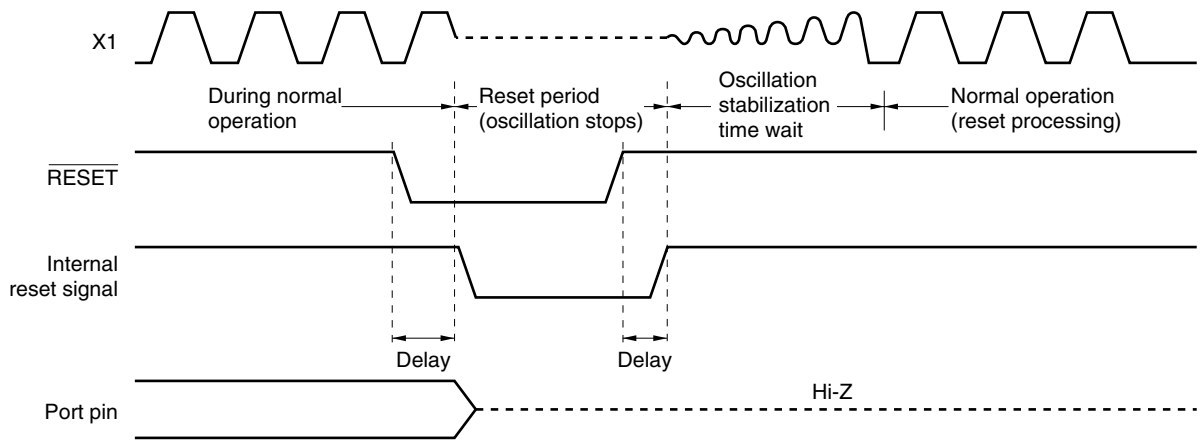 X1
During normal
operation
Reset period
(oscillation stops)
Oscillation
stabilization
time wait
Normal operation
(reset processing)
RESET
Internal
reset signal
Delay
Delay
Port pin
Hi-Z